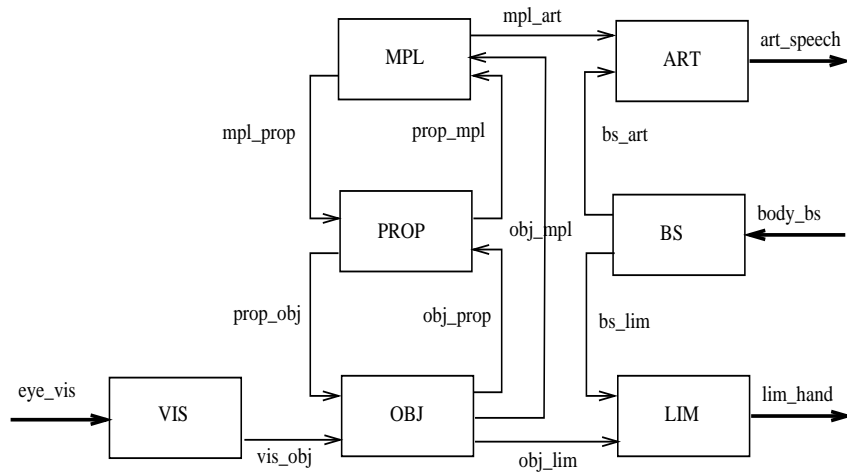 mpl_art
art_speech
MPL
ART
mpl_prop
prop_mpl
bs_art
PROP
obj_mpl
BS
body_bs
prop_obj
obj_prop
bs_lim
eye_vis
VIS
OBJ
LIM
lim_hand
vis_obj
obj_lim